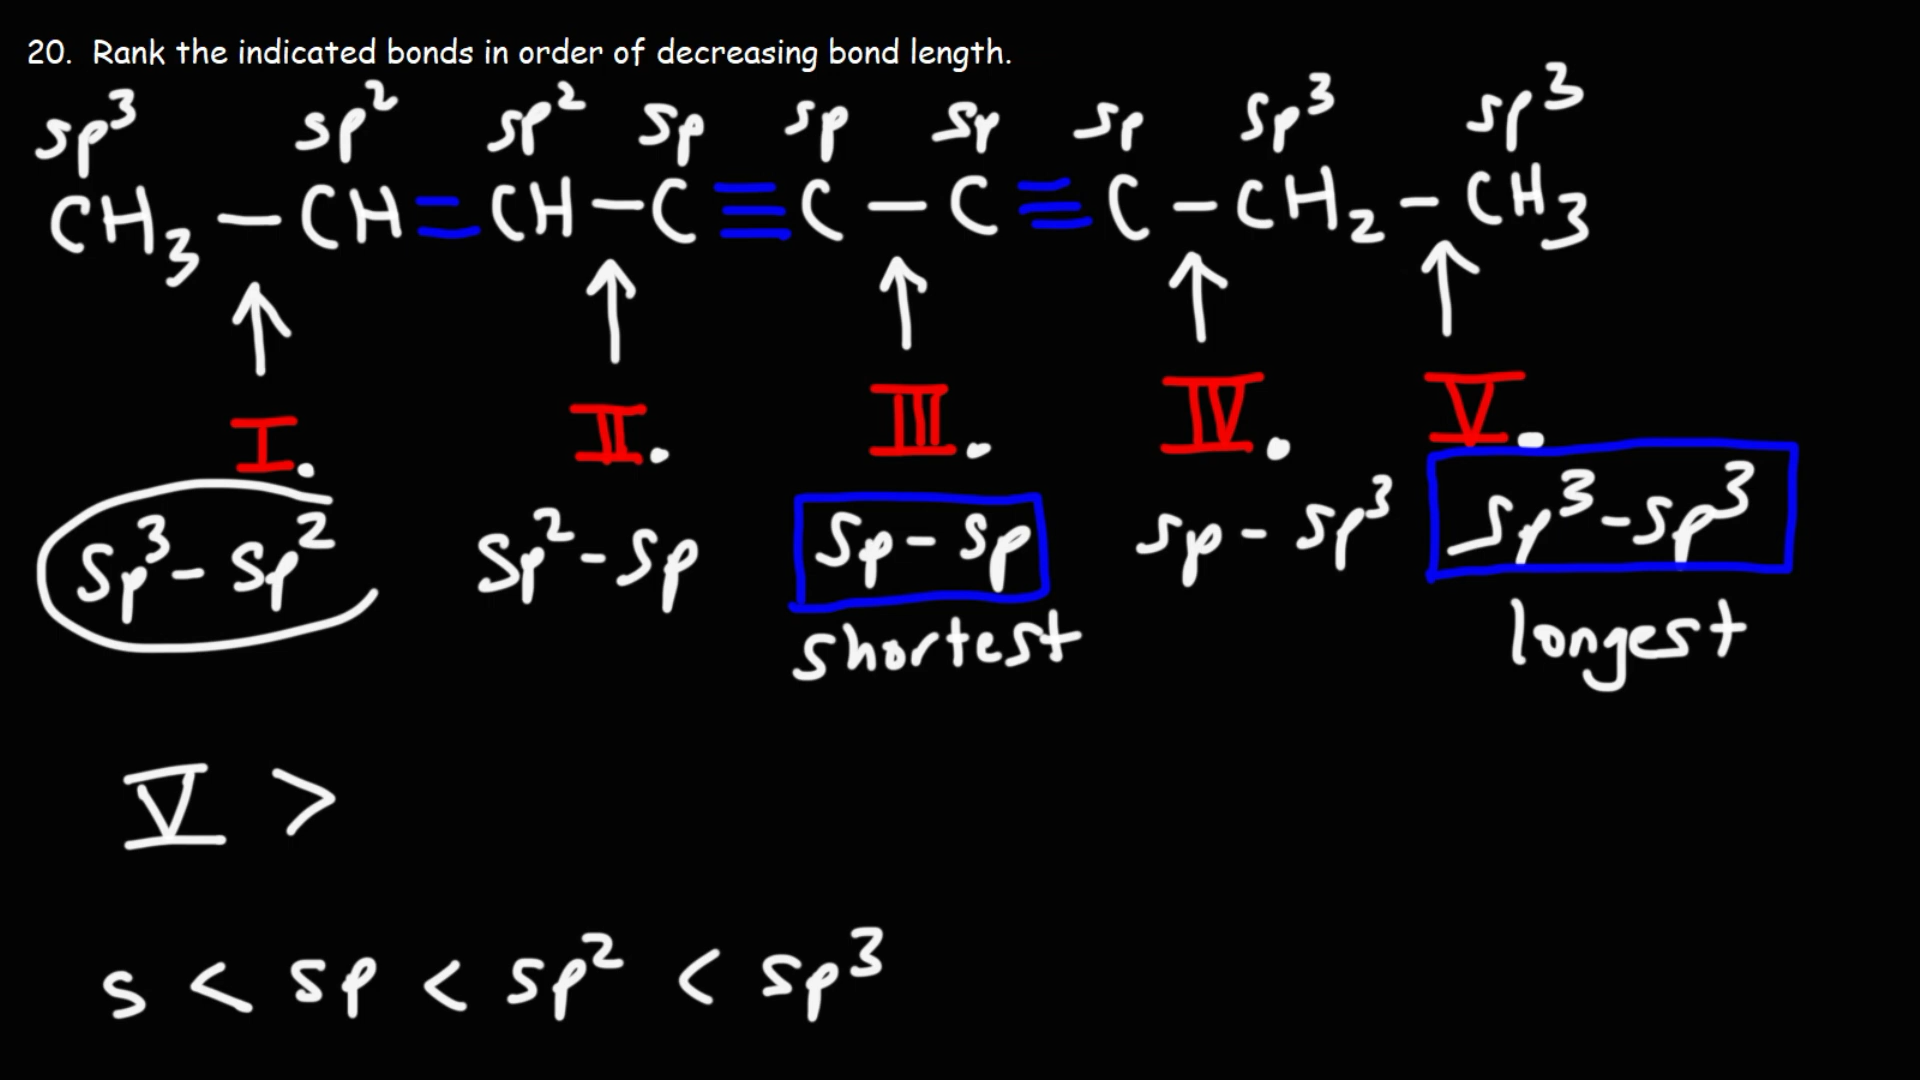 20. Rank the indicated bonds in order of decreasing bond length.
sp³ sp² sp² sp sp sp sp sp³ sp³
CH₃ – CH = CH – C ≡ C – C ≡ C – CH₂ – CH₃
I. II. III. IV. V.
sp³ – sp² sp² – sp sp – sp sp – sp³ sp³ – sp³
shortest longest
V >
s < sp < sp² < sp³